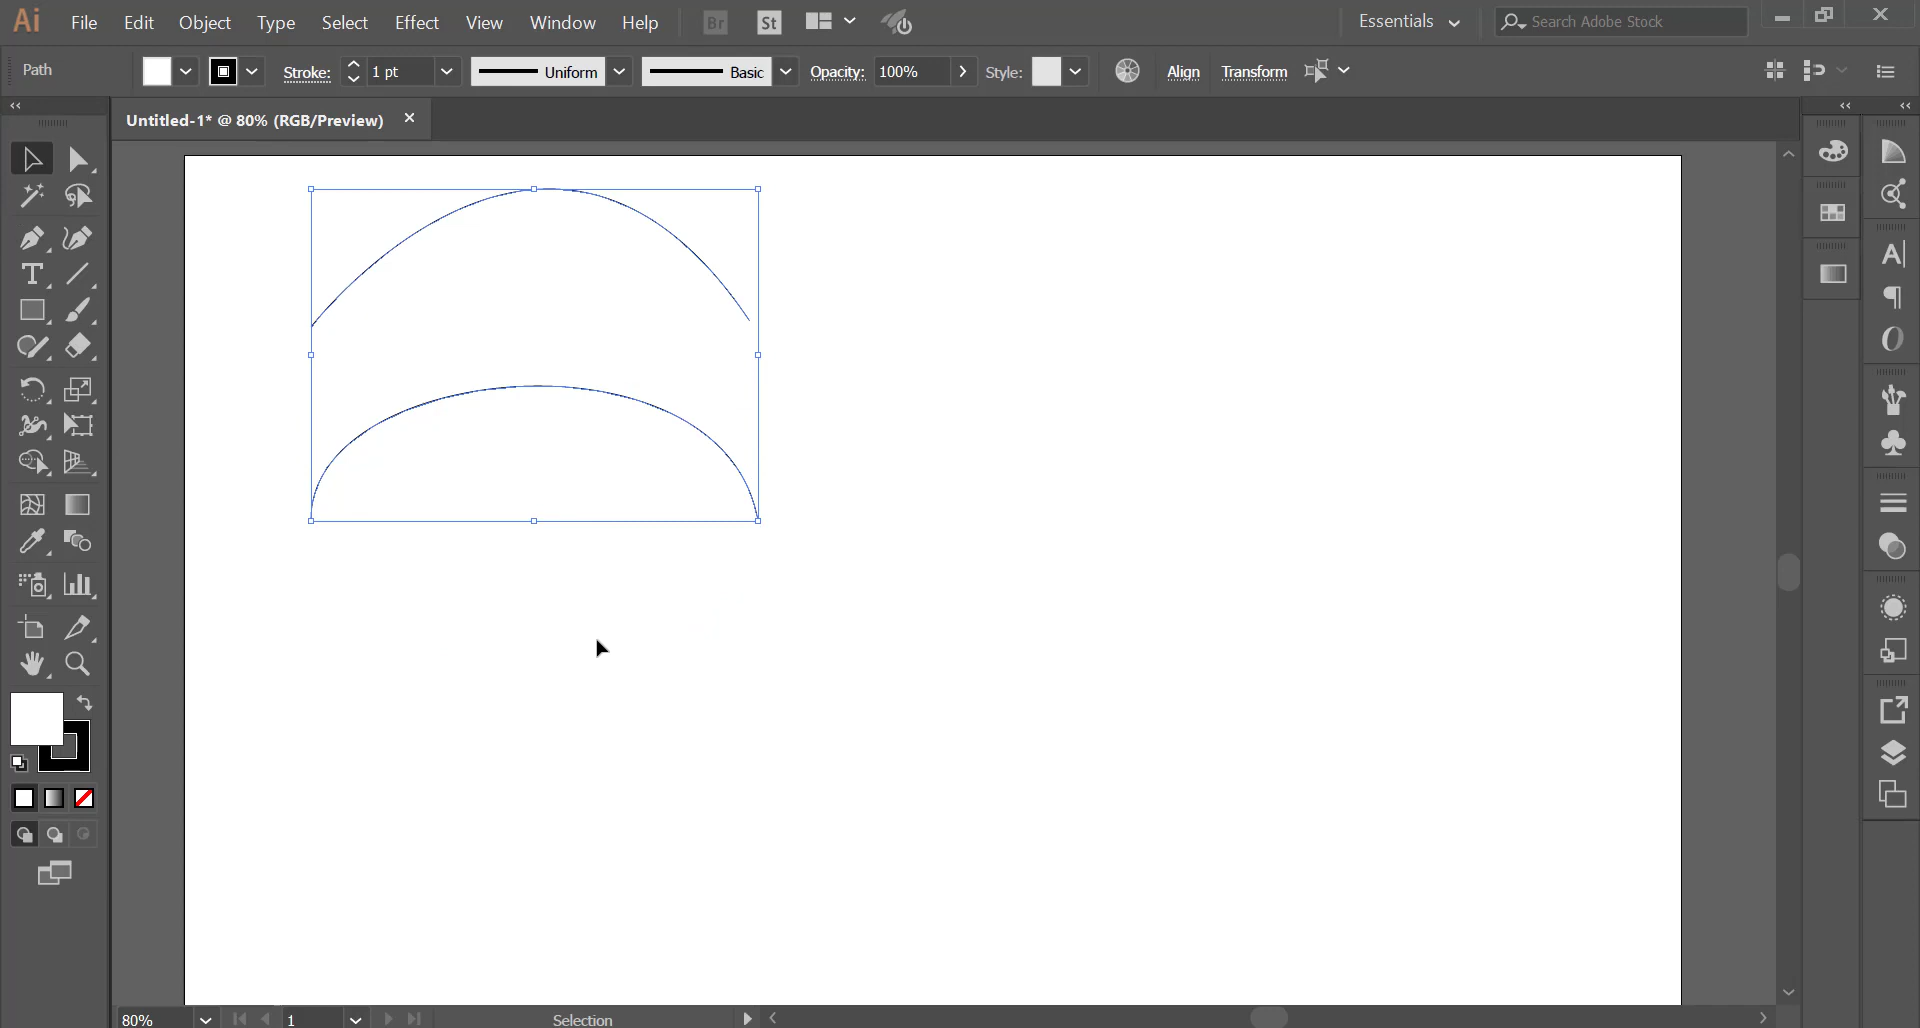 Ai File Edit Object Type Select Effect View Window Help Br St Essentials Search Adobe Stock
Path Stroke: 1 pt Uniform Basic Opacity: 100% Style: Align Transform
Untitled-1* @ 80% (RGB/Preview)
80% 1 Selection